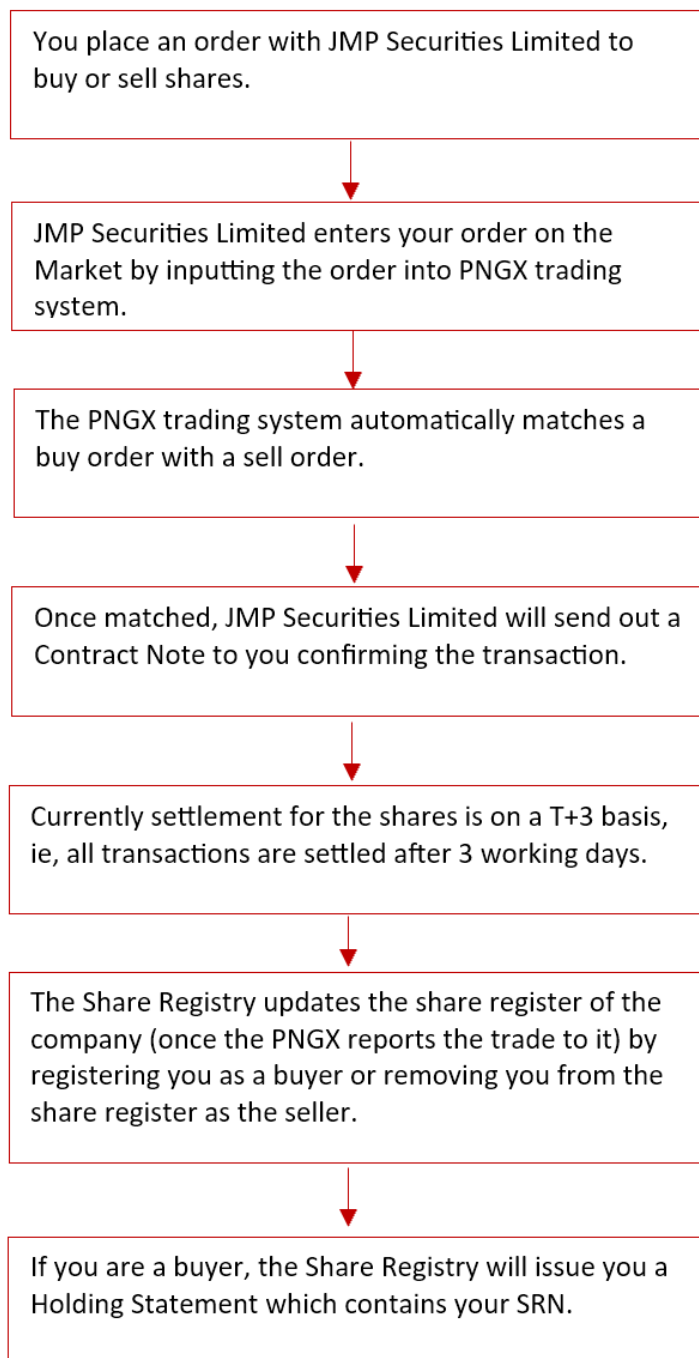 You place an order with JMP Securities Limited to
buy or sell shares.
JMP Securities Limited enters your order on the
Market by inputting the order into PNGX trading
system.
The PNGX trading system automatically matches a
buy order with a sell order.
Once matched, JMP Securities Limited will send out a
Contract Note to you confirming the transaction.
Currently settlement for the shares is on a T+3 basis,
ie, all transactions are settled after 3 working days.
The Share Registry updates the share register of the
company (once the PNGX reports the trade to it) by
registering you as a buyer or removing you from the
share register as the seller.
If you are a buyer, the Share Registry will issue you a
Holding Statement which contains your SRN.